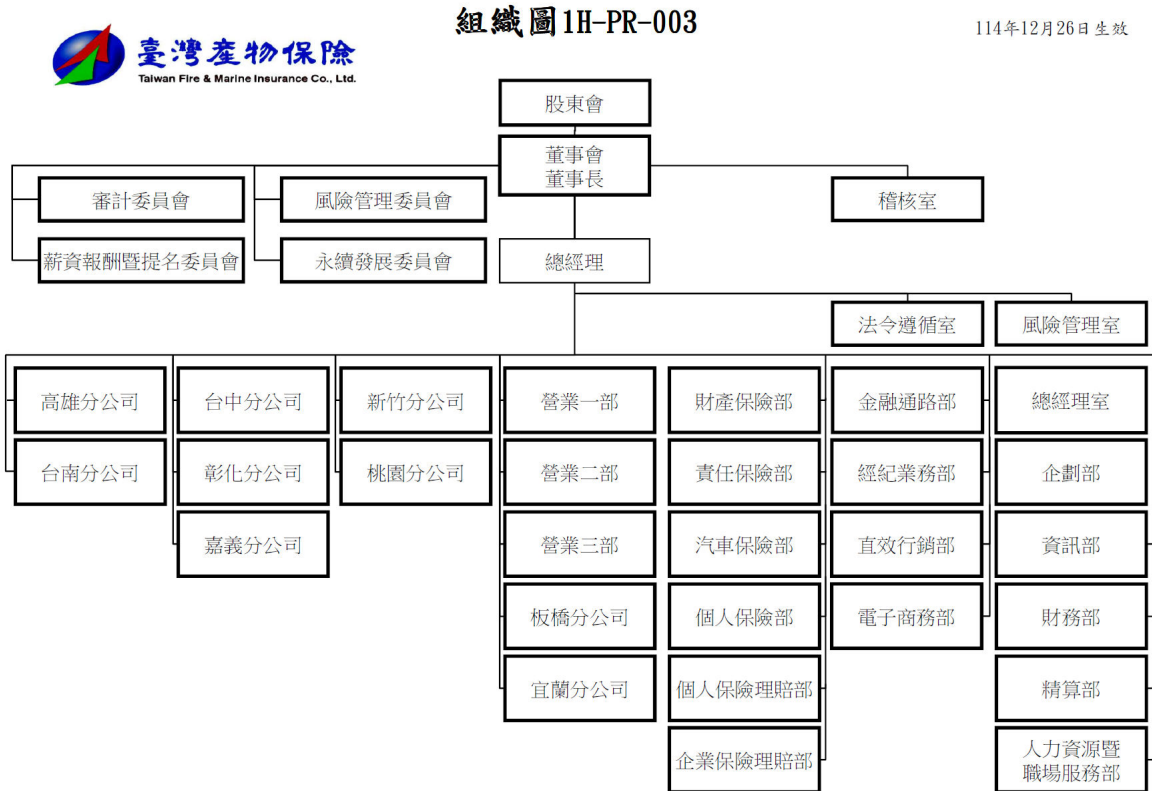 組織圖1H-PR-003
114年12月26日生效
臺灣產物保險
Taiwan Fire & Marine Insurance Co., Ltd.
股東會
董事會
董事長
審計委員會
風險管理委員會
稽核室
薪資報酬暨提名委員會
永續發展委員會
總經理
法令遵循室
風險管理室
高雄分公司
台中分公司
新竹分公司
營業一部
財產保險部
金融通路部
總經理室
台南分公司
彰化分公司
桃園分公司
營業二部
責任保險部
經紀業務部
企劃部
嘉義分公司
營業三部
汽車保險部
直效行銷部
資訊部
板橋分公司
個人保險部
電子商務部
財務部
宜蘭分公司
個人保險理賠部
精算部
企業保險理賠部
人力資源暨
職場服務部